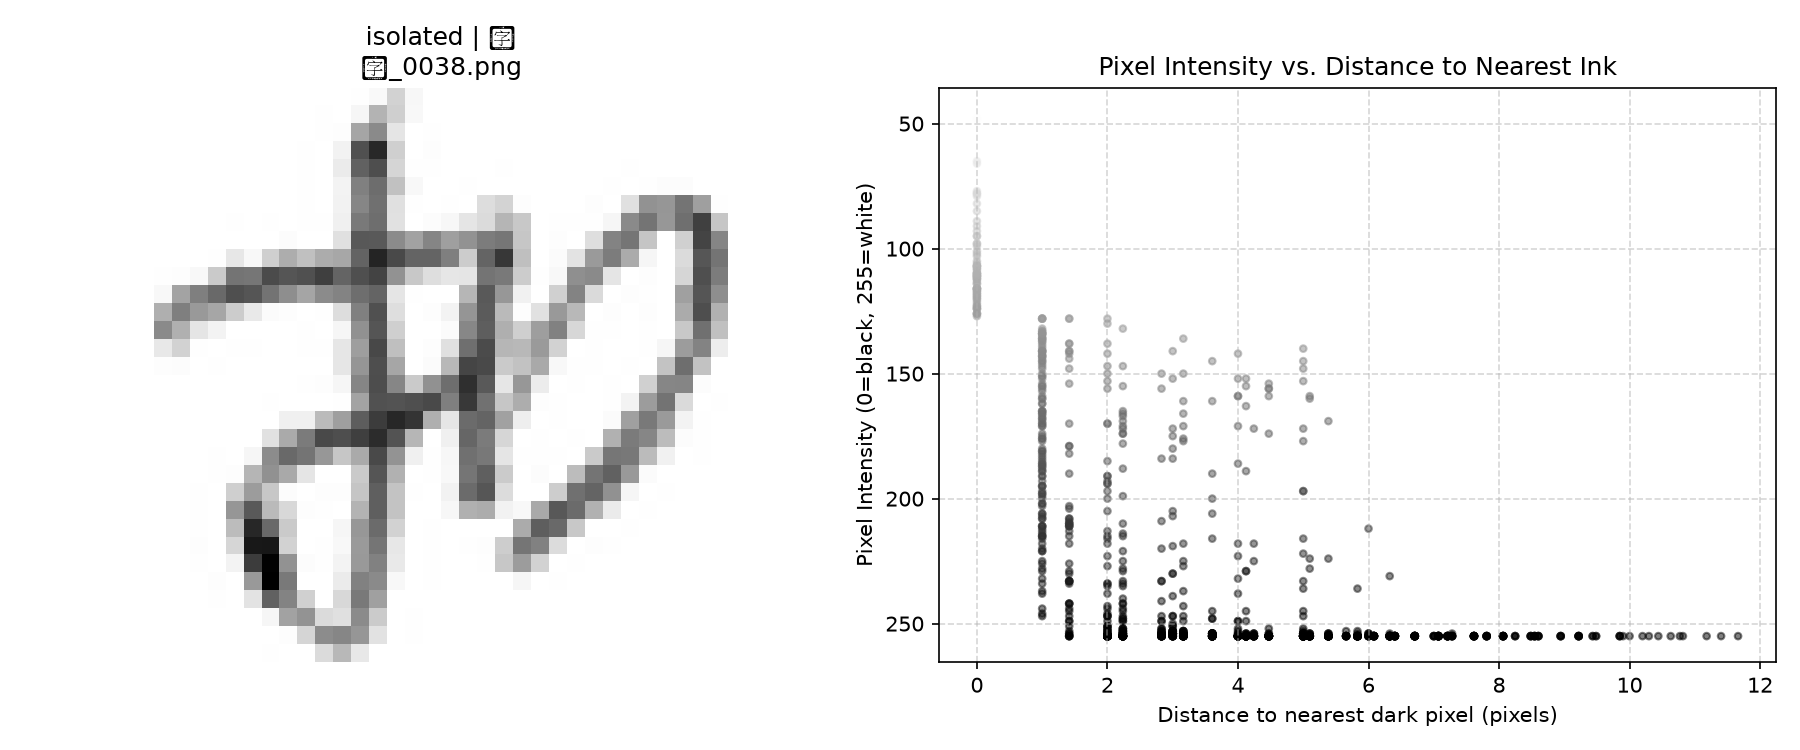 isolated |
_0038.png
Pixel Intensity vs. Distance to Nearest Ink
50
100
150
200
250
Pixel Intensity (0=black, 255=white)
0 2 4 6 8 10 12
Distance to nearest dark pixel (pixels)